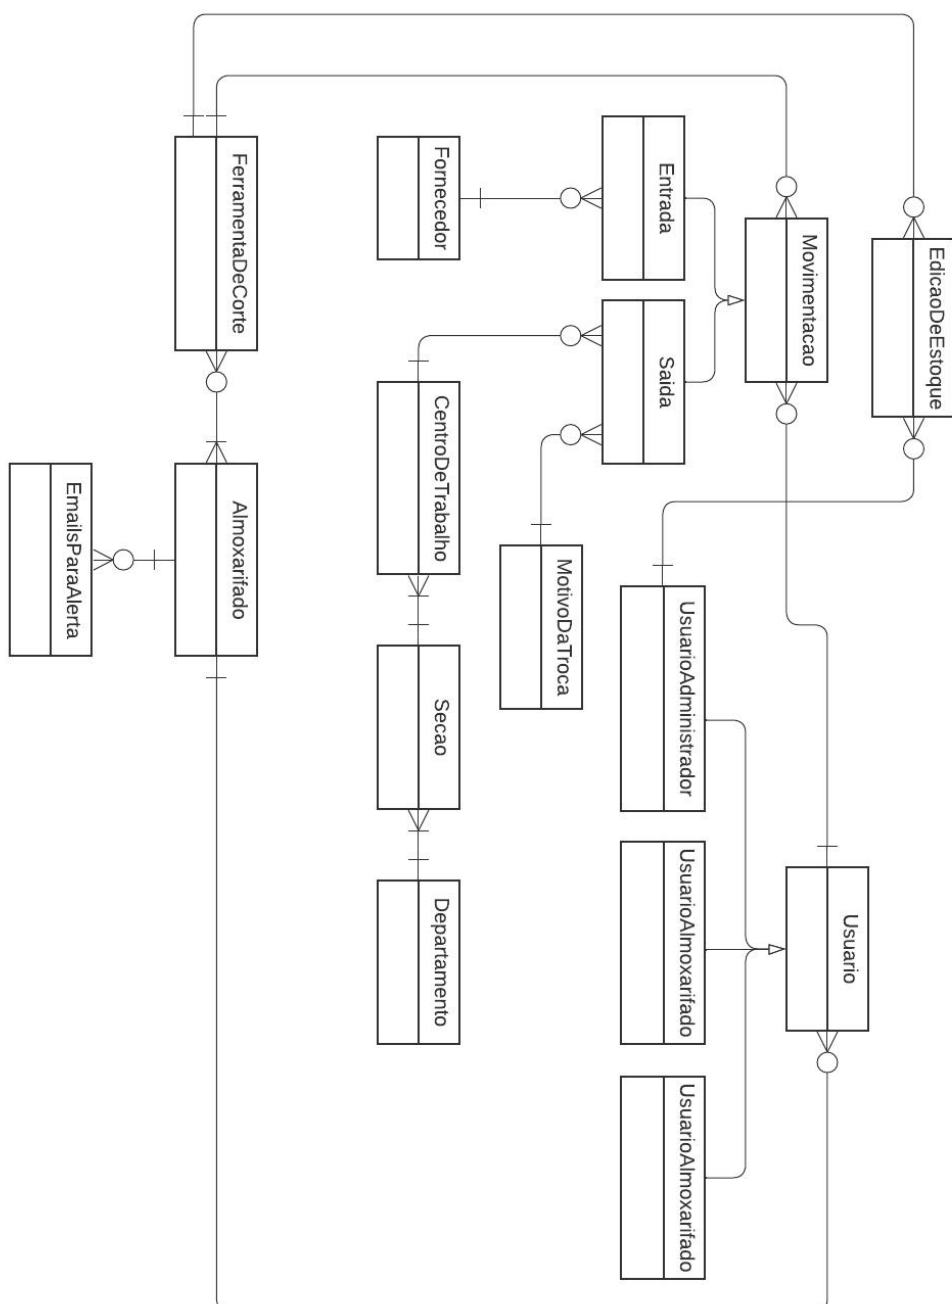 EdicaoDeEstoque
Usuario
Movimentacao
Entrada
Saida
UsuarioAdministrador
UsuarioAlmoxarifado
UsuarioAlmoxarifado
MotivoDaTroca
Fornecedor
CentroDeTrabalho
Secao
Departamento
FerramentaDeCorte
Almoxarifado
EmailsParaAlerta